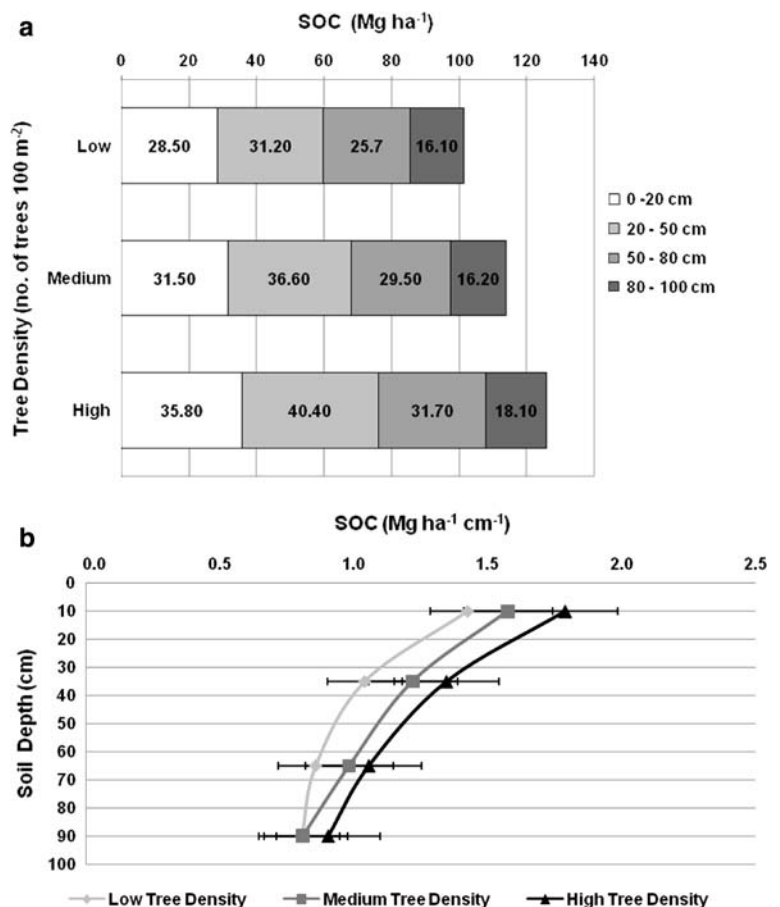 a
SOC (Mg ha⁻¹)
0 20 40 60 80 100 120 140
Tree Density (no. of trees 100 m⁻²)
Low 28.50 31.20 25.7 16.10
Medium 31.50 36.60 29.50 16.20
High 35.80 40.40 31.70 18.10
0 -20 cm
20 - 50 cm
50 - 80 cm
80 - 100 cm
b
SOC (Mg ha⁻¹ cm⁻¹)
0.0 0.5 1.0 1.5 2.0 2.5
Soil Depth (cm)
0
10
20
30
40
50
60
70
80
90
100
Low Tree Density Medium Tree Density High Tree Density